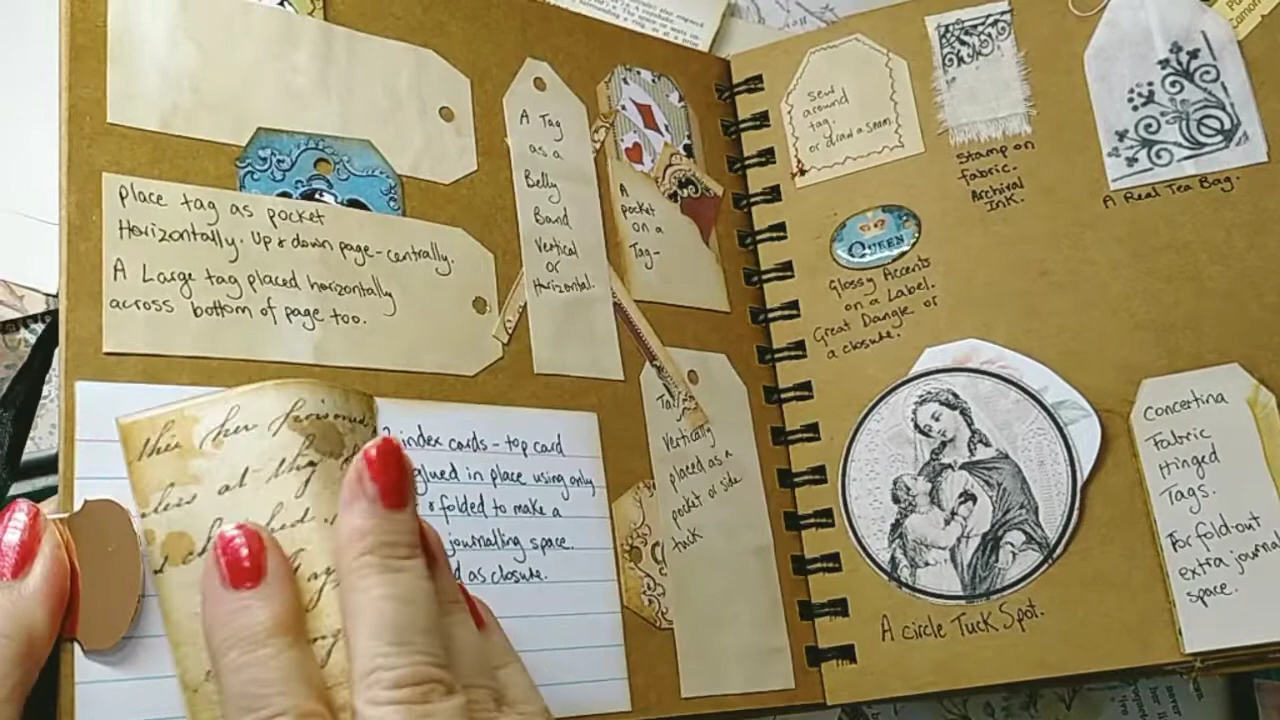 place tag as pocket
Horizontally. Up & down page-centrally.
A Large tag placed horizontally
across bottom of page too.
A Tag
as a
Belly
Band
Vertical
or
Horizontal.
A
pocket
on a
Tag-
index cards - top card
glued in place using only
& folded to make a
journalling space.
as closure.
vertically
placed as a
pocket or side
tuck
sew
around
tag.
or draw a seam.
Stamp on
fabric.
Archival
Ink.
A Real Tea Bag.
QUEEN
Glossy Accents
on a Label.
Great Dangle or
a closure.
A circle Tuck Spot.
Concertina
Fabric
Hinged
Tags.
For fold-out
extra journal
space.